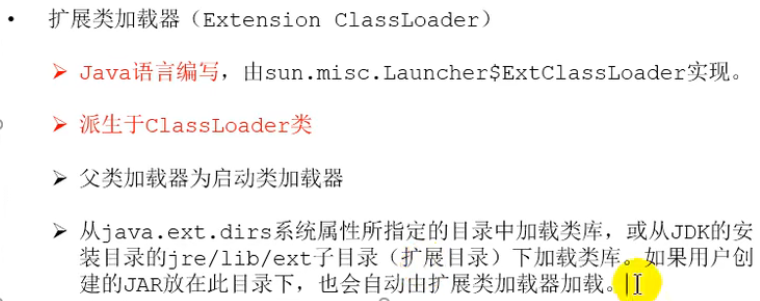 • 扩展类加载器（Extension ClassLoader）
➢ Java语言编写，由sun.misc.Launcher$ExtClassLoader实现。
➢ 派生于ClassLoader类
➢ 父类加载器为启动类加载器
➢ 从java.ext.dirs系统属性所指定的目录中加载类库，或从JDK的安
装目录的jre/lib/ext子目录（扩展目录）下加载类库。如果用户创
建的JAR放在此目录下，也会自动由扩展类加载器加载。